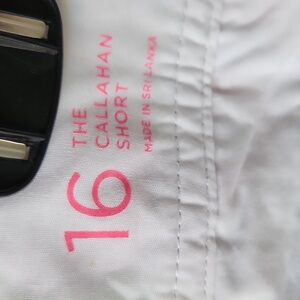 THE
CALLAHAN
SHORT
MADE IN SRI LANKA
16